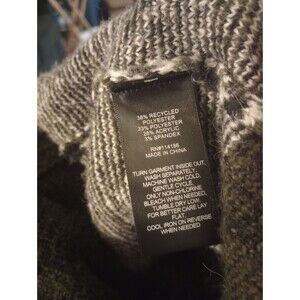 36% RECYCLED
POLYESTER
33% POLYESTER
28% ACRYLIC
3% SPANDEX
RN#114186
MADE IN CHINA
TURN GARMENT INSIDE OUT.
WASH SEPARATELY.
MACHINE WASH COLD,
GENTLE CYCLE.
ONLY NON-CHLORINE
BLEACH WHEN NEEDED,
TUMBLE DRY LOW.
FOR BETTER CARE LAY
FLAT.
COOL IRON ON REVERSE
WHEN NEEDED